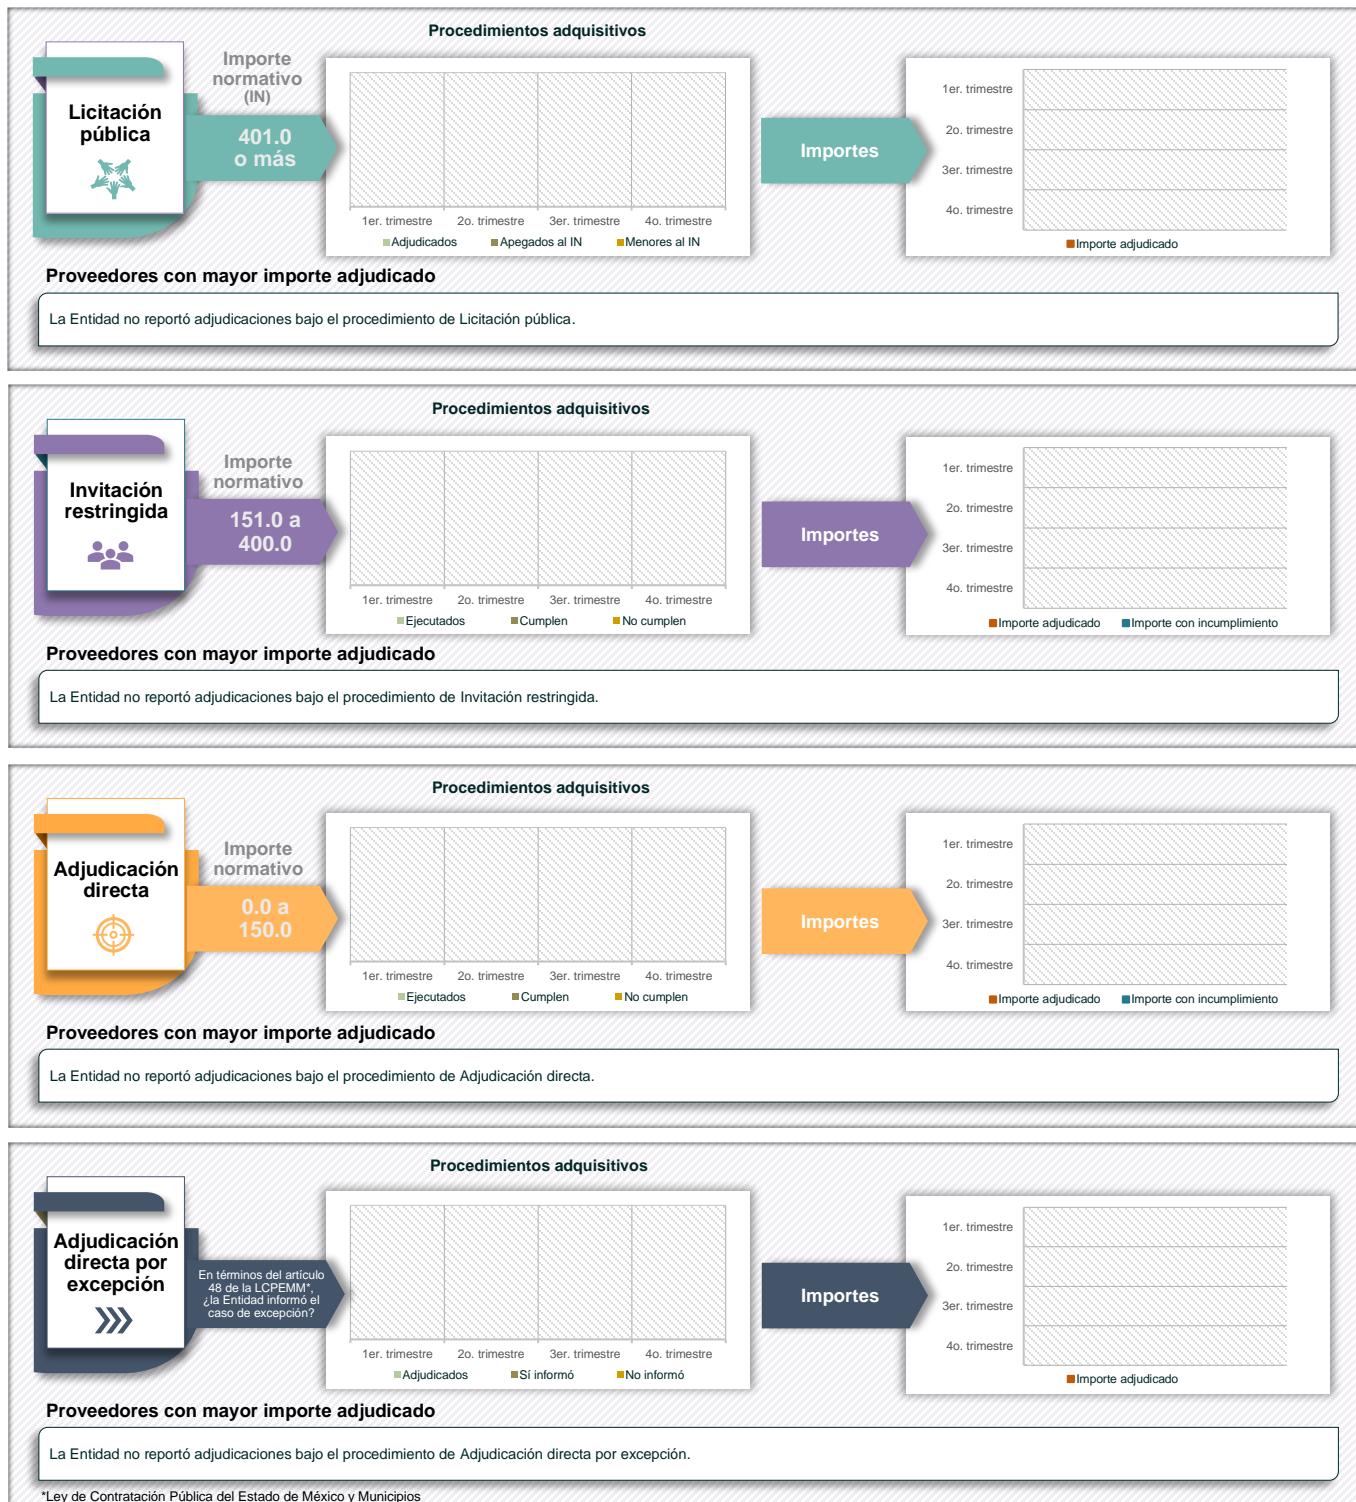 Procedimientos adquisitivos
Importe
normativo
(IN)
Licitación
pública
401.0
o más
1er. trimestre 2o. trimestre 3er. trimestre 4o. trimestre
Adjudicados Apegados al IN Menores al IN
Importes
1er. trimestre
2o. trimestre
3er. trimestre
4o. trimestre
Importe adjudicado
Proveedores con mayor importe adjudicado
La Entidad no reportó adjudicaciones bajo el procedimiento de Licitación pública.
Procedimientos adquisitivos
Importe
normativo
Invitación
restringida
151.0 a
400.0
1er. trimestre 2o. trimestre 3er. trimestre 4o. trimestre
Ejecutados Cumplen No cumplen
Importes
1er. trimestre
2o. trimestre
3er. trimestre
4o. trimestre
Importe adjudicado Importe con incumplimiento
Proveedores con mayor importe adjudicado
La Entidad no reportó adjudicaciones bajo el procedimiento de Invitación restringida.
Procedimientos adquisitivos
Importe
normativo
Adjudicación
directa
0.0 a
150.0
1er. trimestre 2o. trimestre 3er. trimestre 4o. trimestre
Ejecutados Cumplen No cumplen
Importes
1er. trimestre
2o. trimestre
3er. trimestre
4o. trimestre
Importe adjudicado Importe con incumplimiento
Proveedores con mayor importe adjudicado
La Entidad no reportó adjudicaciones bajo el procedimiento de Adjudicación directa.
Procedimientos adquisitivos
Adjudicación
directa por
excepción
En términos del artículo
48 de la LCPEMM*,
¿la Entidad informó el
caso de excepción?
1er. trimestre 2o. trimestre 3er. trimestre 4o. trimestre
Adjudicados Sí informó No informó
Importes
1er. trimestre
2o. trimestre
3er. trimestre
4o. trimestre
Importe adjudicado
Proveedores con mayor importe adjudicado
La Entidad no reportó adjudicaciones bajo el procedimiento de Adjudicación directa por excepción.
*Ley de Contratación Pública del Estado de México y Municipios